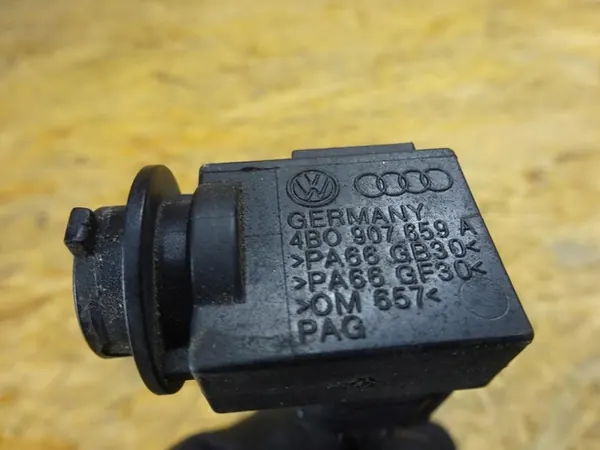 GERMANY
4B0 907 659 A
>PA66 GB30<
>PA66 GF30<
>OM 657<
PAG